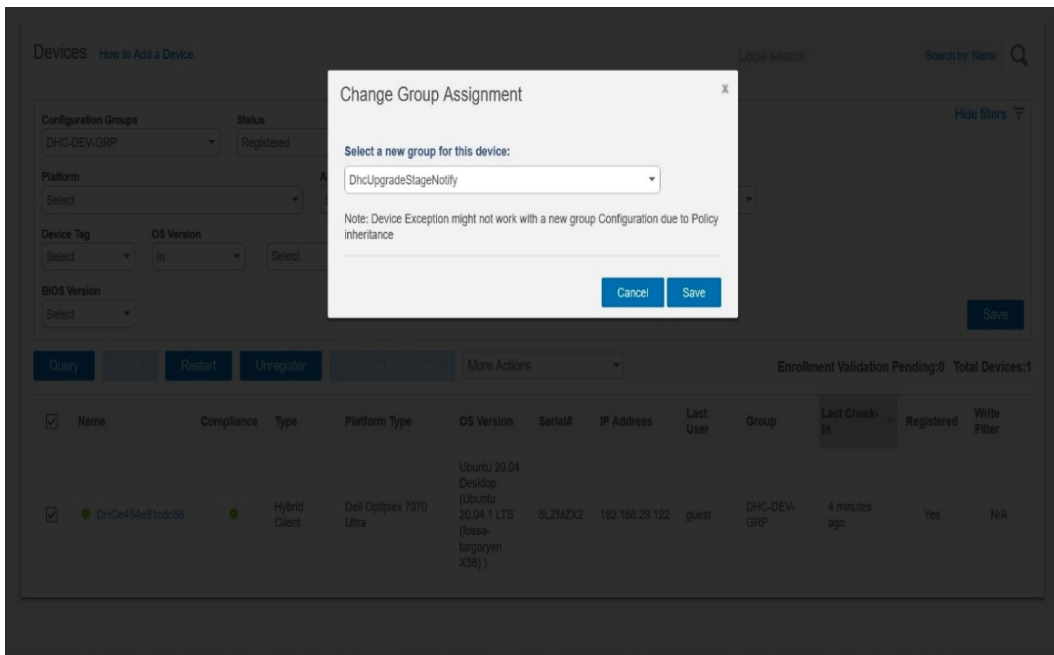 Devices How to Add a Device
Local search:
Search by: Name
Change Group Assignment
X
Hide filters
Configuration Groups
Status
DHC-DEV-GRP
Registered
Select a new group for this device:
DhcUpgradeStageNotify
Platform
Select
Note: Device Exception might not work with a new group Configuration due to Policy
inheritance
Device Tag
OS Version
Select
In
Select
BIOS Version
Cancel
Save
Select
Save
Query
Lock
Restart
Unregister
More Actions
Enrollment Validation Pending:0 Total Devices:1
Name
Compliance
Type
Platform Type
OS Version
Serial#
IP Address
Last
User
Group
Last Check-
in
Registered
Write
Filter
DHCe454e81cdc86
Hybrid
Client
Dell Optiplex 7070
Ultra
Ubuntu 20.04
Desktop
(Ubuntu
20.04.1 LTS
(fossa-
targaryen
X38) )
5LZMZX2
192.168.29.122
guest
DHC-DEV-
GRP
4 minutes
ago
Yes
N/A